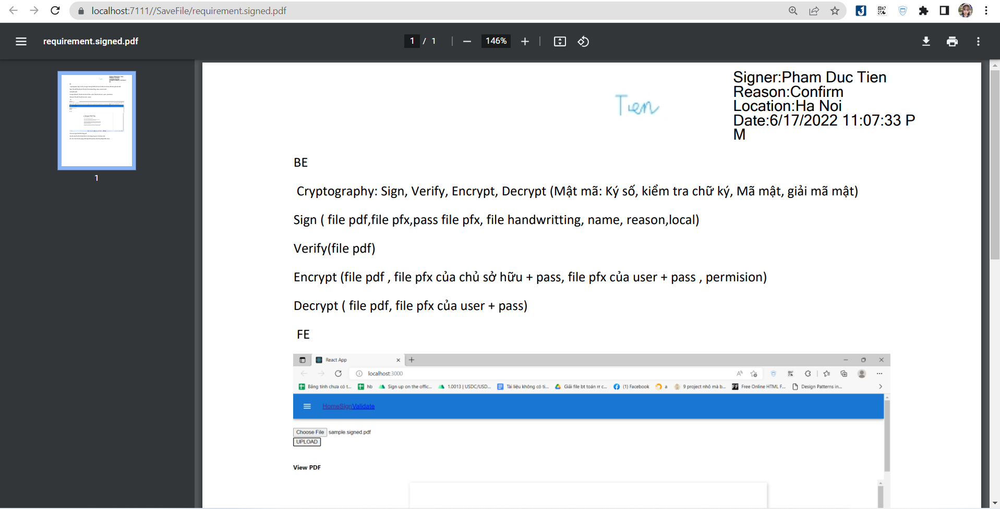 localhost:7111//SaveFile/requirement.signed.pdf
requirement.signed.pdf
1 / 1
146%
1
Tien
Signer:Pham Duc Tien
Reason:Confirm
Location:Ha Noi
Date:6/17/2022 11:07:33 P
M
BE
Cryptography: Sign, Verify, Encrypt, Decrypt (Mật mã: Ký số, kiểm tra chữ ký, Mã mật, giải mã mật)
Sign ( file pdf,file pfx,pass file pfx, file handwritting, name, reason,local)
Verify(file pdf)
Encrypt (file pdf , file pfx của chủ sở hữu + pass, file pfx của user + pass , permision)
Decrypt ( file pdf, file pfx của user + pass)
FE
React App
localhost:3000
Bảng tính chưa có t... hb Sign up on the offic... 1.0013 | USDC/USD... Tài liệu không có ti... Giải file bt toán rr c... (1) Facebook a 9 project nhỏ mà b... Free Online HTML F... Design Patterns in...
HomeSignValidate
Choose File sample.signed.pdf
UPLOAD
View PDF